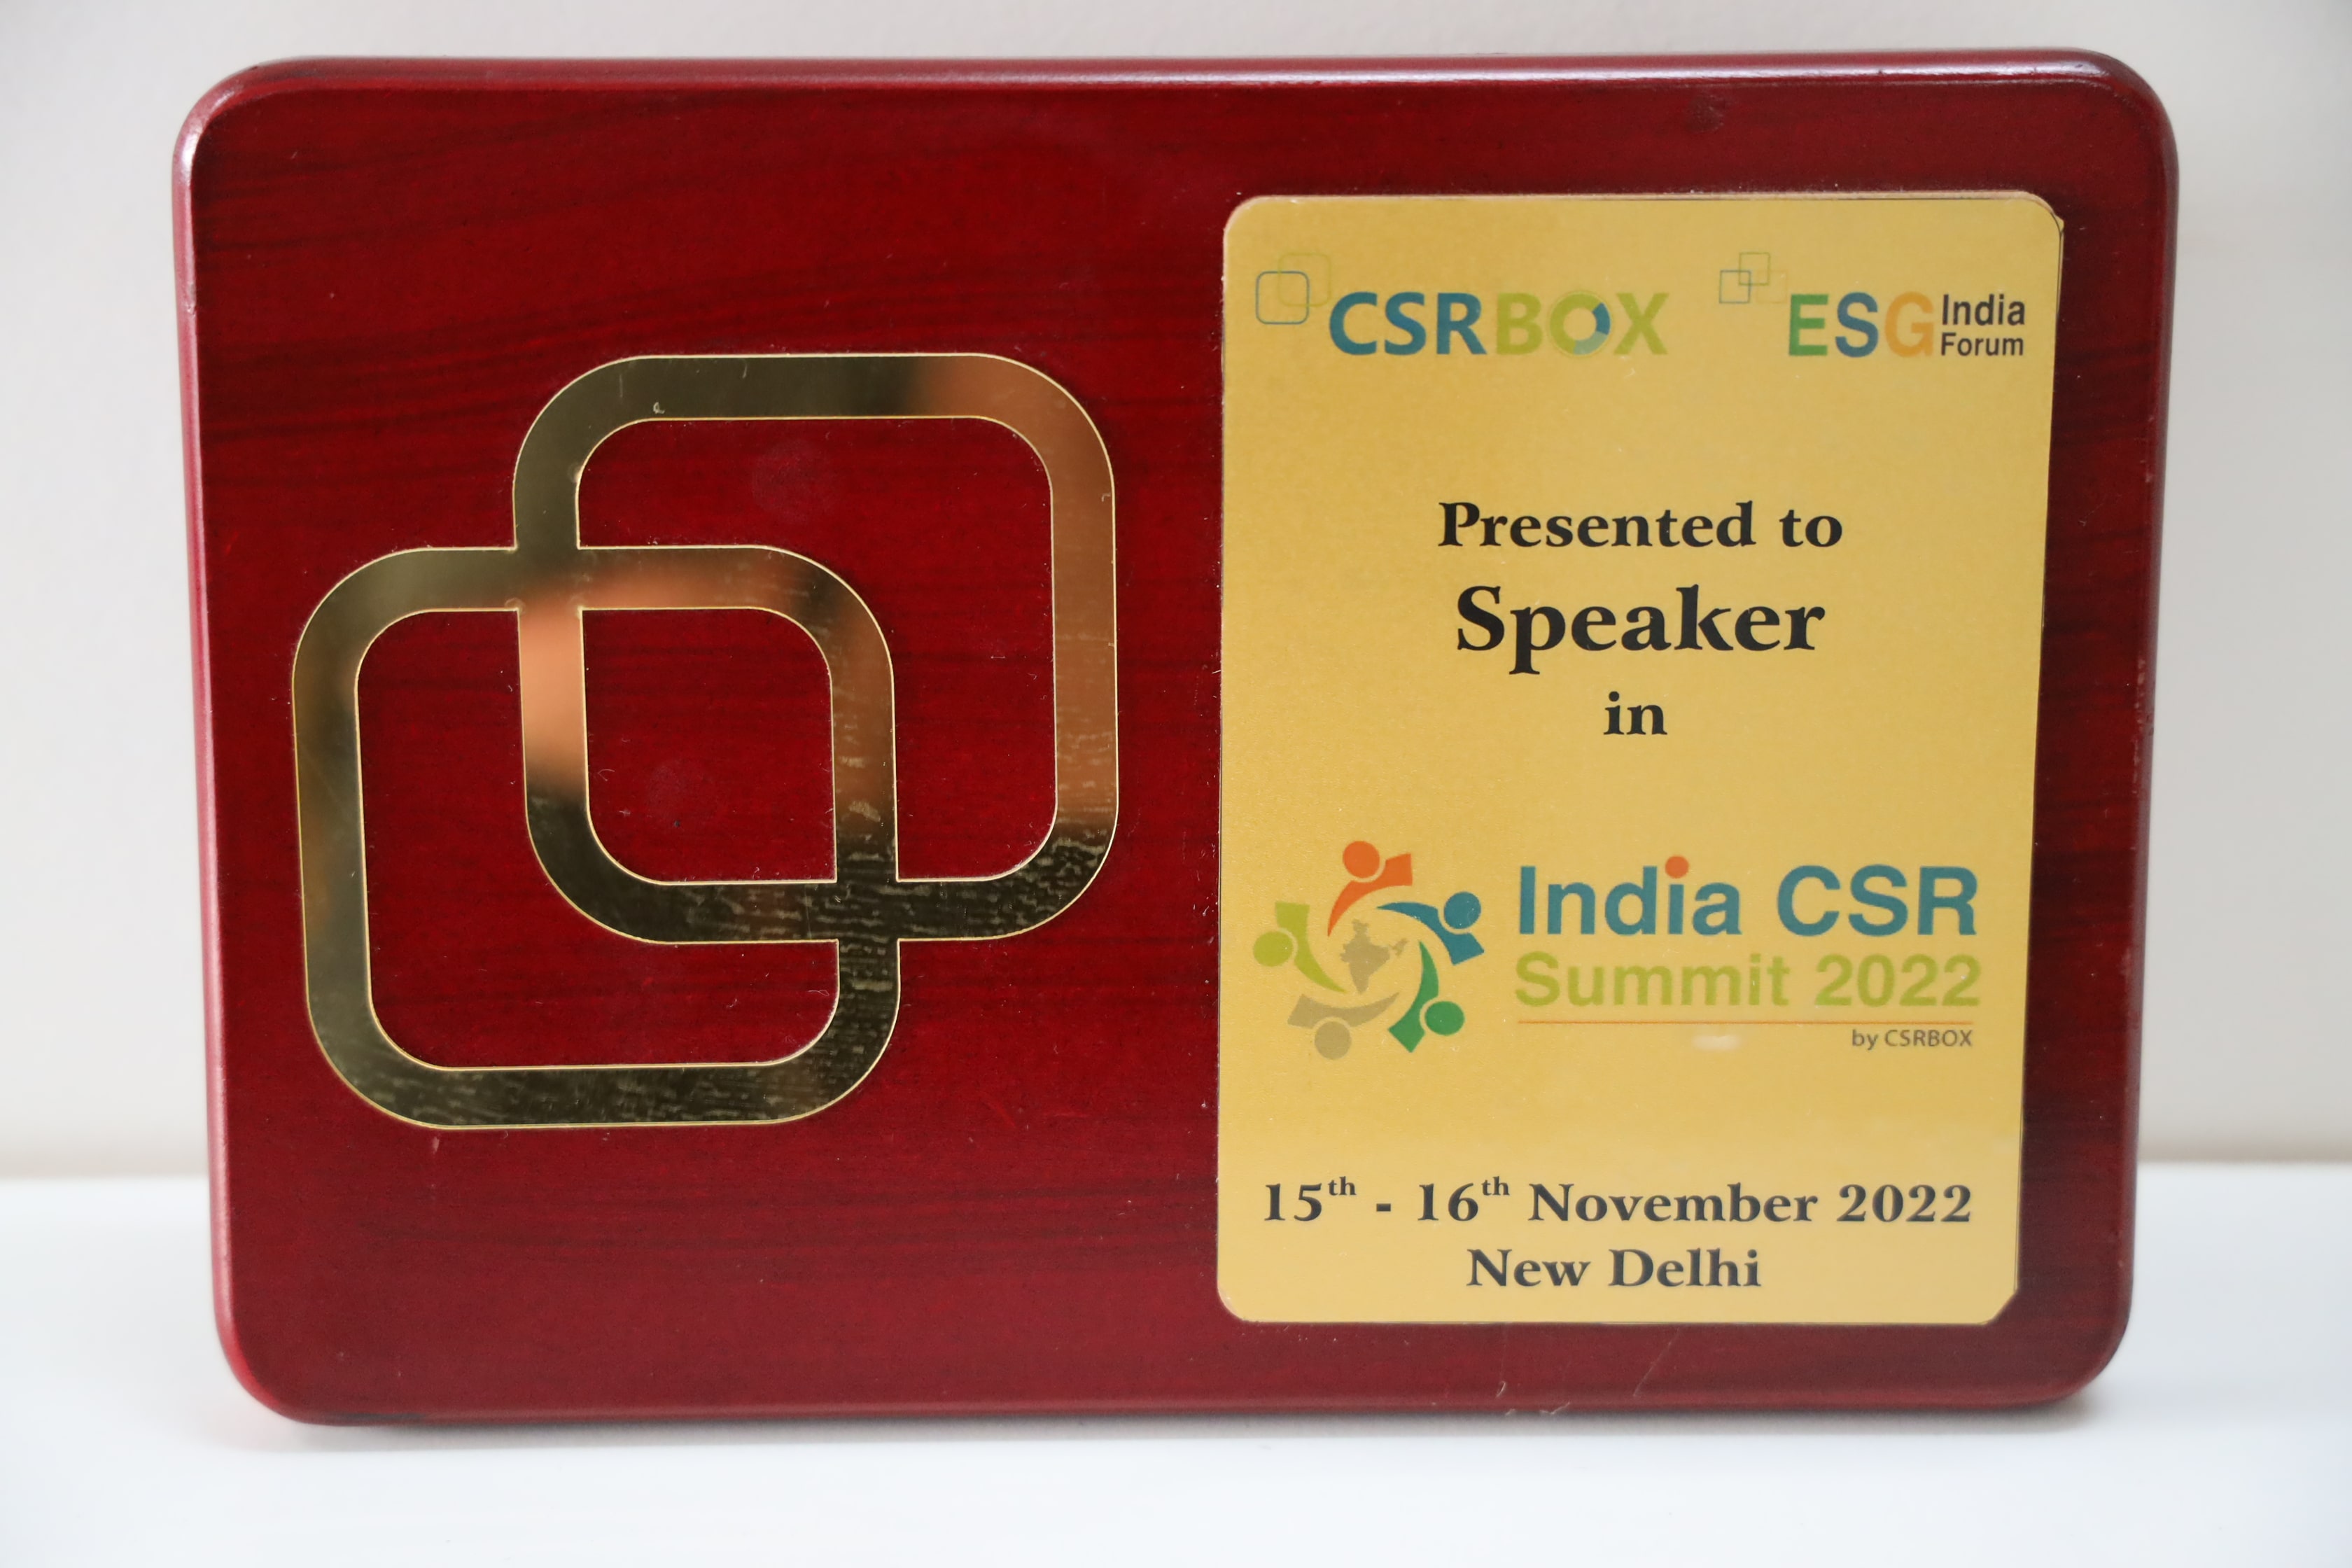 CSRBOX ESG India Forum
Presented to
Speaker
in
India CSR
Summit 2022
by CSRBOX
15th - 16th November 2022
New Delhi